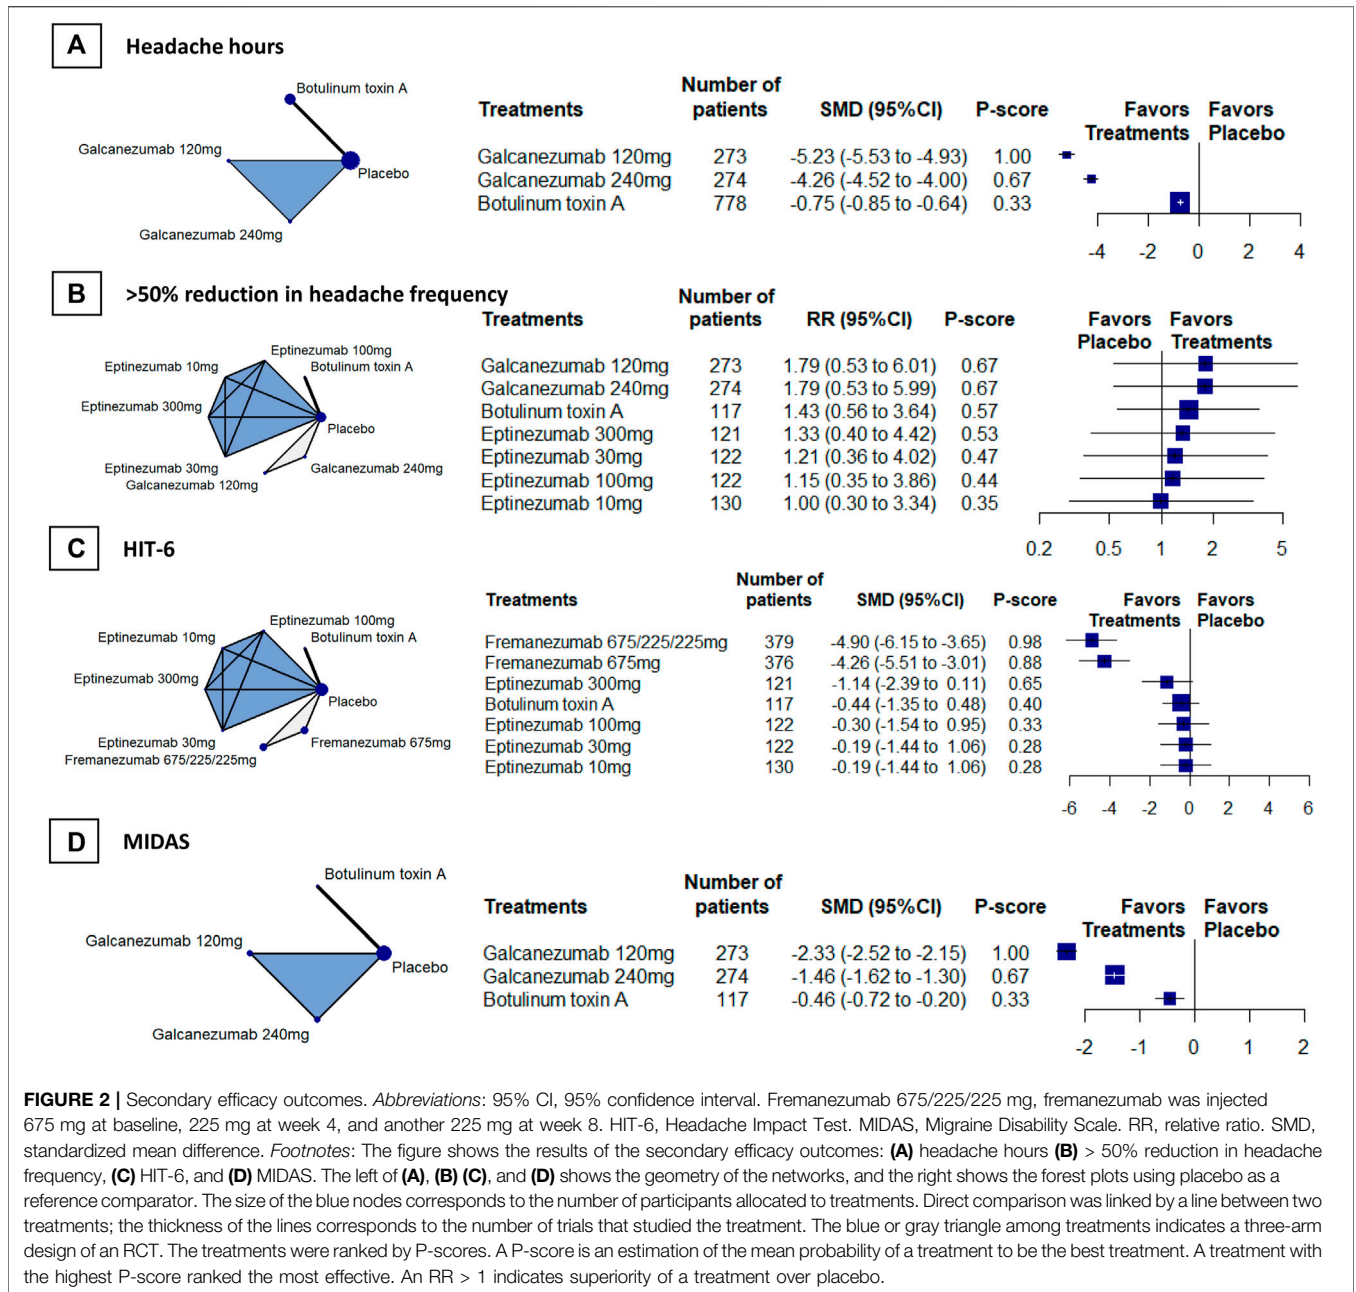 A Headache hours
Botulinum toxin A
Galcanezumab 120mg
Placebo
Galcanezumab 240mg
Number of
Treatments patients SMD (95%CI) P-score
Favors Favors
Treatments Placebo
Galcanezumab 120mg 273 -5.23 (-5.53 to -4.93) 1.00
Galcanezumab 240mg 274 -4.26 (-4.52 to -4.00) 0.67
Botulinum toxin A 778 -0.75 (-0.85 to -0.64) 0.33
-4 -2 0 2 4
B >50% reduction in headache frequency
Eptinezumab 100mg
Eptinezumab 10mg
Botulinum toxin A
Eptinezumab 300mg
Placebo
Eptinezumab 30mg
Galcanezumab 240mg
Galcanezumab 120mg
Number of
Treatments patients RR (95%CI) P-score
Favors Favors
Placebo Treatments
Galcanezumab 120mg 273 1.79 (0.53 to 6.01) 0.67
Galcanezumab 240mg 274 1.79 (0.53 to 5.99) 0.67
Botulinum toxin A 117 1.43 (0.56 to 3.64) 0.57
Eptinezumab 300mg 121 1.33 (0.40 to 4.42) 0.53
Eptinezumab 30mg 122 1.21 (0.36 to 4.02) 0.47
Eptinezumab 100mg 122 1.15 (0.35 to 3.86) 0.44
Eptinezumab 10mg 130 1.00 (0.30 to 3.34) 0.35
0.2 0.5 1 2 5
C HIT-6
Eptinezumab 100mg
Eptinezumab 10mg
Botulinum toxin A
Eptinezumab 300mg
Placebo
Eptinezumab 30mg
Fremanezumab 675mg
Fremanezumab 675/225/225mg
Number of
Treatments patients SMD (95%CI) P-score
Favors Favors
Treatments Placebo
Fremanezumab 675/225/225mg 379 -4.90 (-6.15 to -3.65) 0.98
Fremanezumab 675mg 376 -4.26 (-5.51 to -3.01) 0.88
Eptinezumab 300mg 121 -1.14 (-2.39 to 0.11) 0.65
Botulinum toxin A 117 -0.44 (-1.35 to 0.48) 0.40
Eptinezumab 100mg 122 -0.30 (-1.54 to 0.95) 0.33
Eptinezumab 30mg 122 -0.19 (-1.44 to 1.06) 0.28
Eptinezumab 10mg 130 -0.19 (-1.44 to 1.06) 0.28
-6 -4 -2 0 2 4 6
D MIDAS
Botulinum toxin A
Galcanezumab 120mg
Placebo
Galcanezumab 240mg
Number of
Treatments patients SMD (95%CI) P-score
Favors Favors
Treatments Placebo
Galcanezumab 120mg 273 -2.33 (-2.52 to -2.15) 1.00
Galcanezumab 240mg 274 -1.46 (-1.62 to -1.30) 0.67
Botulinum toxin A 117 -0.46 (-0.72 to -0.20) 0.33
-2 -1 0 1 2
FIGURE 2 | Secondary efficacy outcomes. Abbreviations: 95% CI, 95% confidence interval. Fremanezumab 675/225/225 mg, fremanezumab was injected
675 mg at baseline, 225 mg at week 4, and another 225 mg at week 8. HIT-6, Headache Impact Test. MIDAS, Migraine Disability Scale. RR, relative ratio. SMD,
standardized mean difference. Footnotes: The figure shows the results of the secondary efficacy outcomes: (A) headache hours (B) > 50% reduction in headache
frequency, (C) HIT-6, and (D) MIDAS. The left of (A), (B) (C), and (D) shows the geometry of the networks, and the right shows the forest plots using placebo as a
reference comparator. The size of the blue nodes corresponds to the number of participants allocated to treatments. Direct comparison was linked by a line between two
treatments; the thickness of the lines corresponds to the number of trials that studied the treatment. The blue or gray triangle among treatments indicates a three-arm
design of an RCT. The treatments were ranked by P-scores. A P-score is an estimation of the mean probability of a treatment to be the best treatment. A treatment with
the highest P-score ranked the most effective. An RR > 1 indicates superiority of a treatment over placebo.